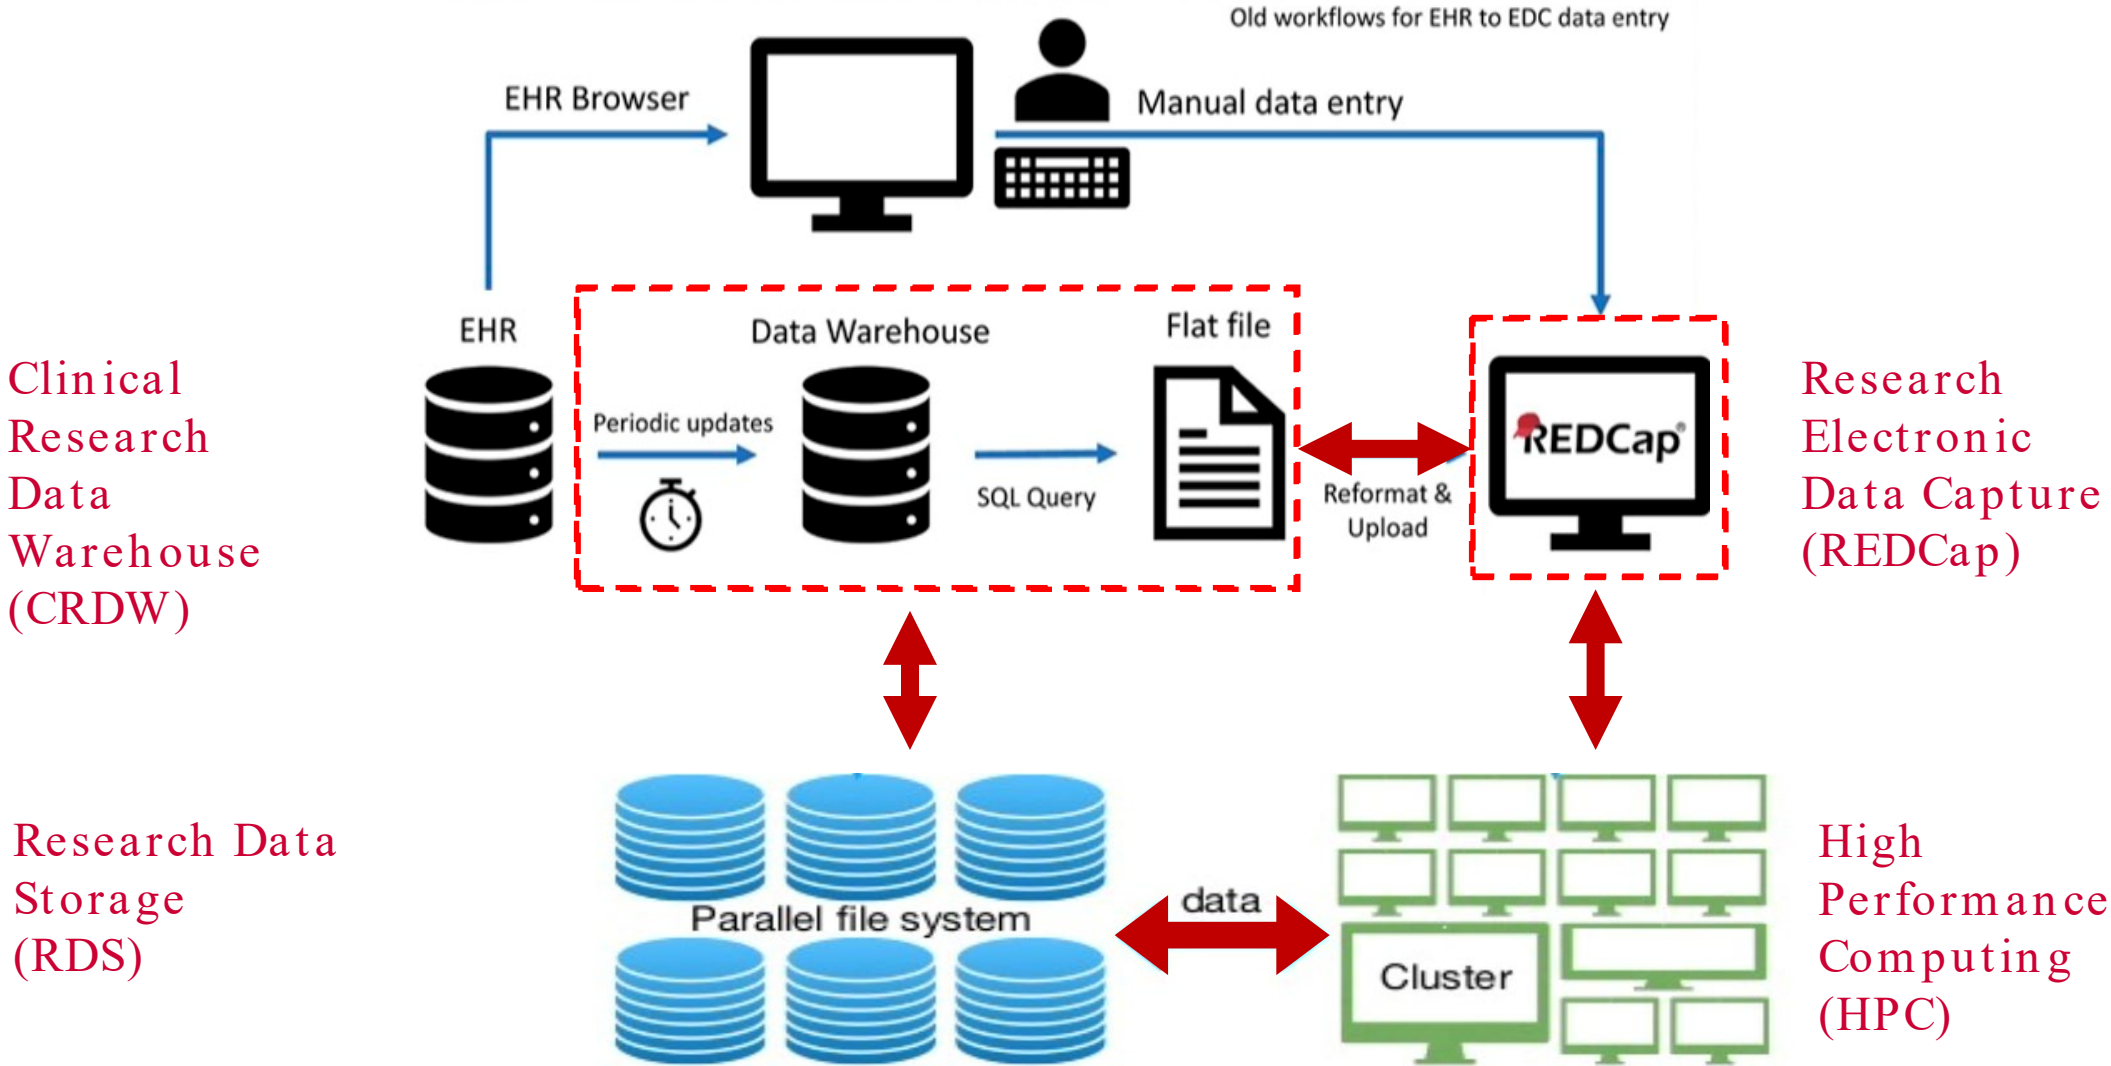 Old workflows for EHR to EDC data entry
EHR Browser
Manual data entry
EHR
Data Warehouse
Flat file
Periodic updates
SQL Query
Reformat &
Upload
REDCap®
Clinical
Research
Data
Warehouse
(CRDW)
Research
Electronic
Data Capture
(REDCap)
Research Data
Storage
(RDS)
Parallel file system
data
Cluster
High
Performance
Computing
(HPC)